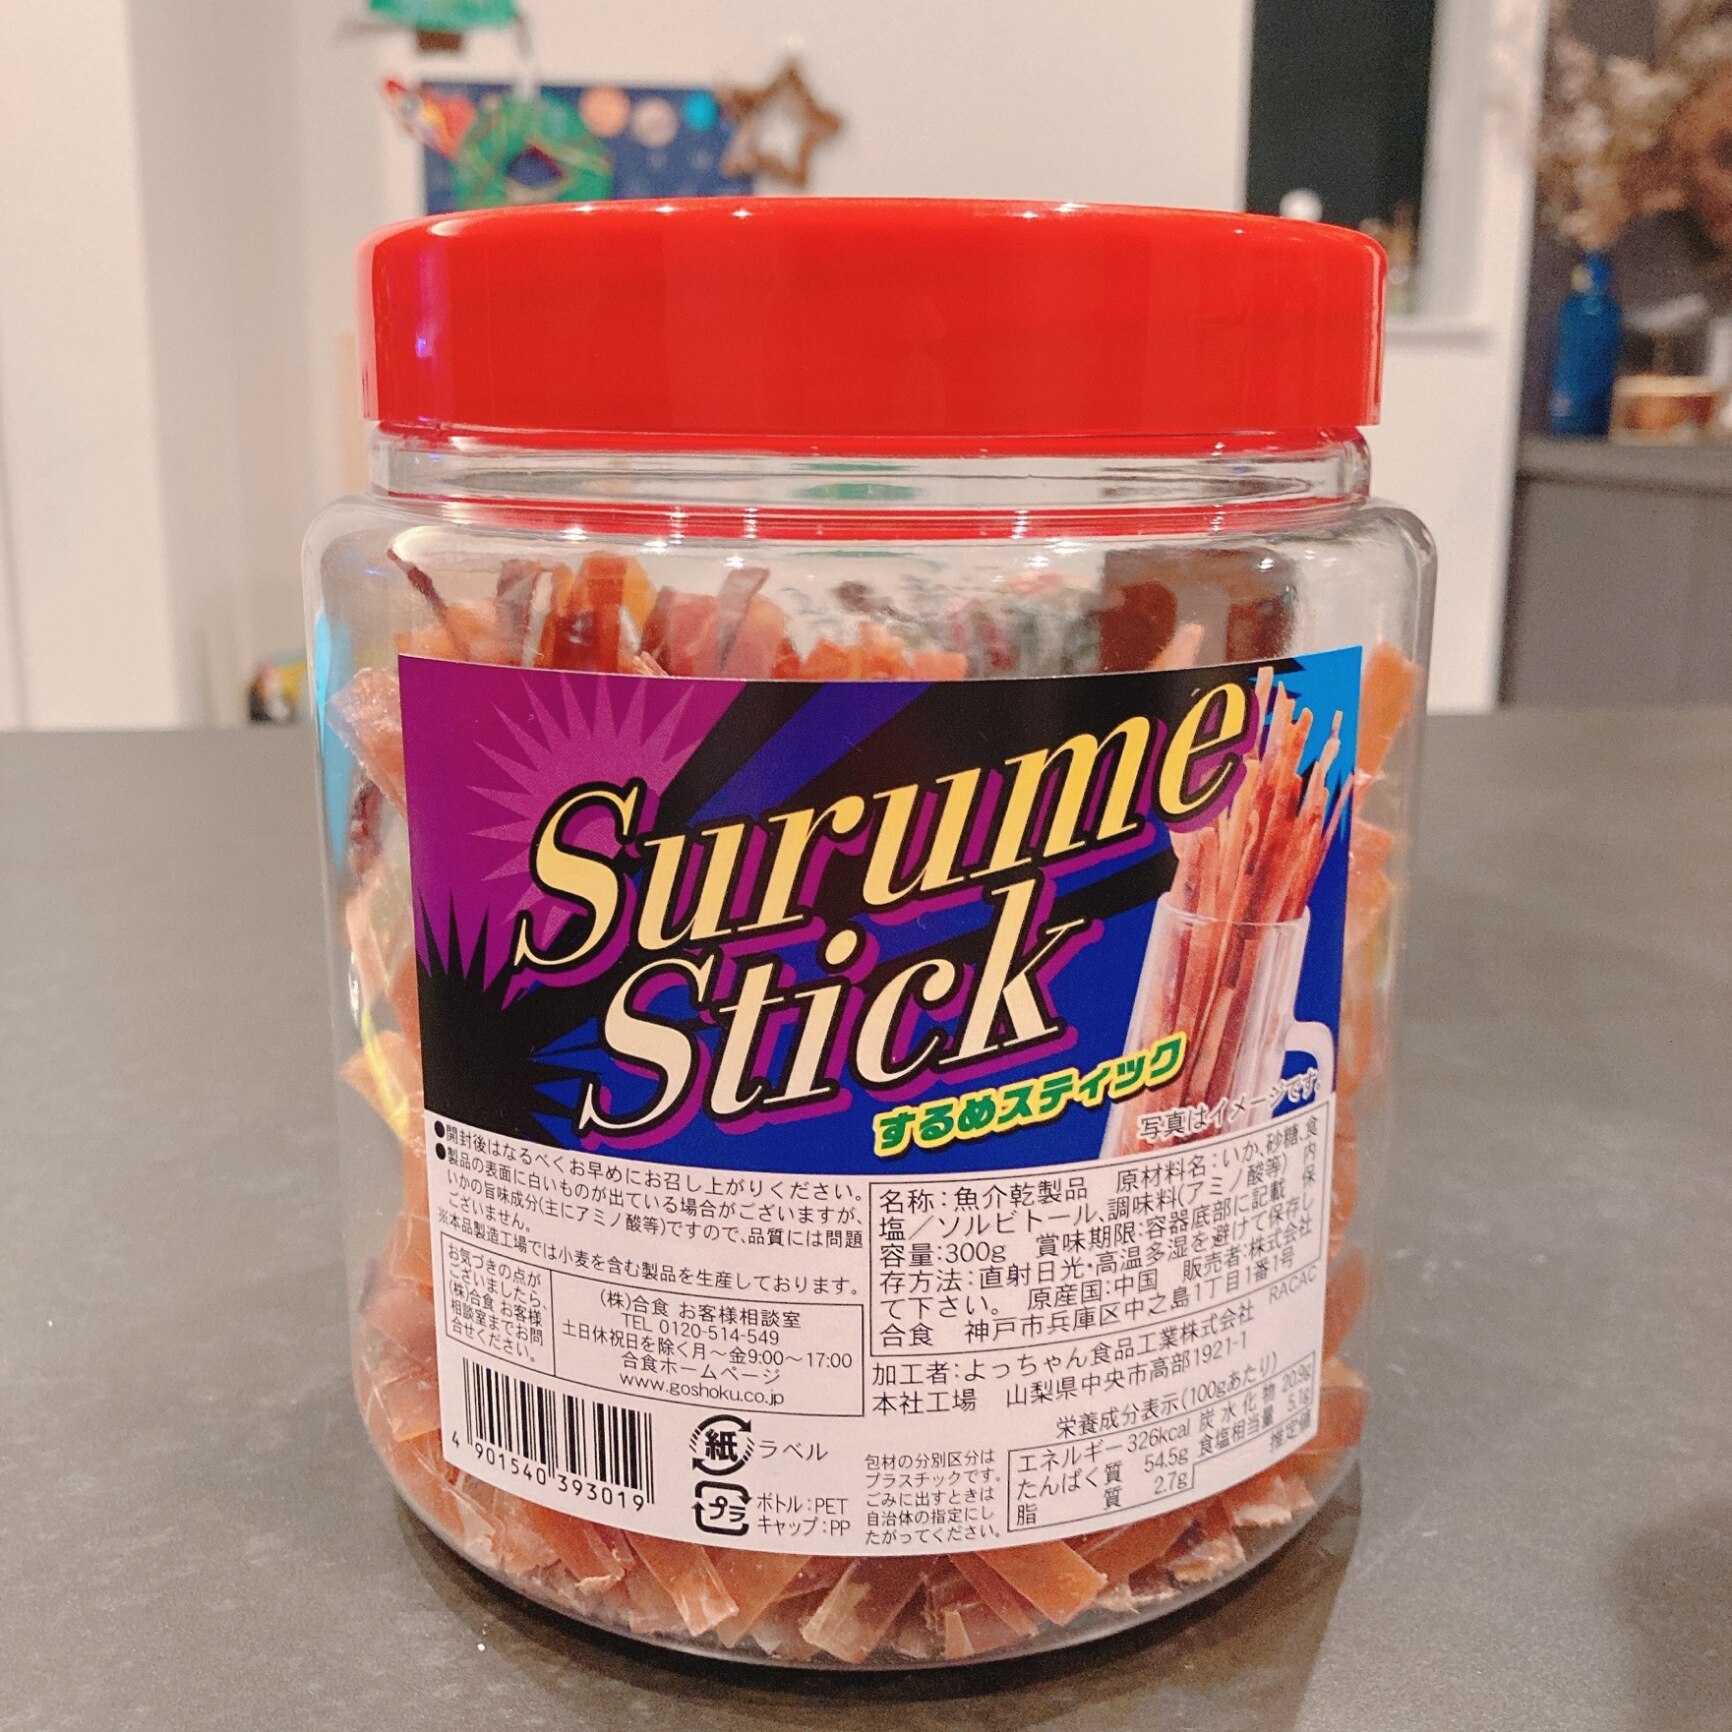 Surume
Stick
するめスティック
写真はイメージです。
●開封後はなるべくお早めにお召し上がりください。
●製品の表面に白いものが出ている場合がございますが、
いかの旨味成分(主にアミノ酸等)ですので、品質には問題
ございません。
※本品製造工場では小麦を含む製品を生産しております。
お気づきの点が
ございましたら、
(株)合食 お客様
相談室までお問
合せください。
(株)合食 お客様相談室
TEL 0120-514-549
土日休祝日を除く月～金9:00～17:00
合食ホームページ
www.goshoku.co.jp
4 901540 393019
紙 ラベル
プラ ボトル:PET
キャップ:PP
名称:魚介乾製品 原材料名:いか、砂糖、食
塩／ソルビトール、調味料(アミノ酸等) 内
容量:300g 賞味期限:容器底部に記載 保
存方法:直射日光・高温多湿を避けて保存し
て下さい。 原産国:中国 販売者:株式会社
合食 神戸市兵庫区中之島1丁目1番1号
RACAC
加工者:よっちゃん食品工業株式会社
本社工場 山梨県中央市高部1921-1
包材の分別区分は
プラスチックです。
ごみに出すときは
自治体の指定にし
たがってください。
栄養成分表示(100gあたり)
エネルギー 326kcal 炭水化物 20.9g
たんぱく質 54.5g 食塩相当量 5.1g
脂質 2.7g 推定値